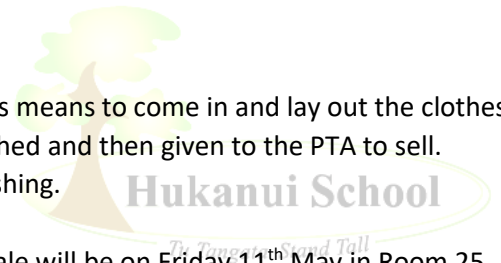 s means to come in and lay out the clothes
hed and then given to the PTA to sell.
shing.
Hukanui School
Tu Tangata Stand Tall
ale will be on Friday 11th May in Room 25